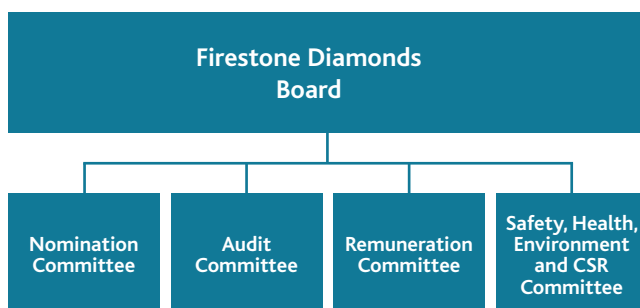 Firestone Diamonds
Board
Nomination
Committee
Audit
Committee
Remuneration
Committee
Safety, Health,
Environment
and CSR
Committee